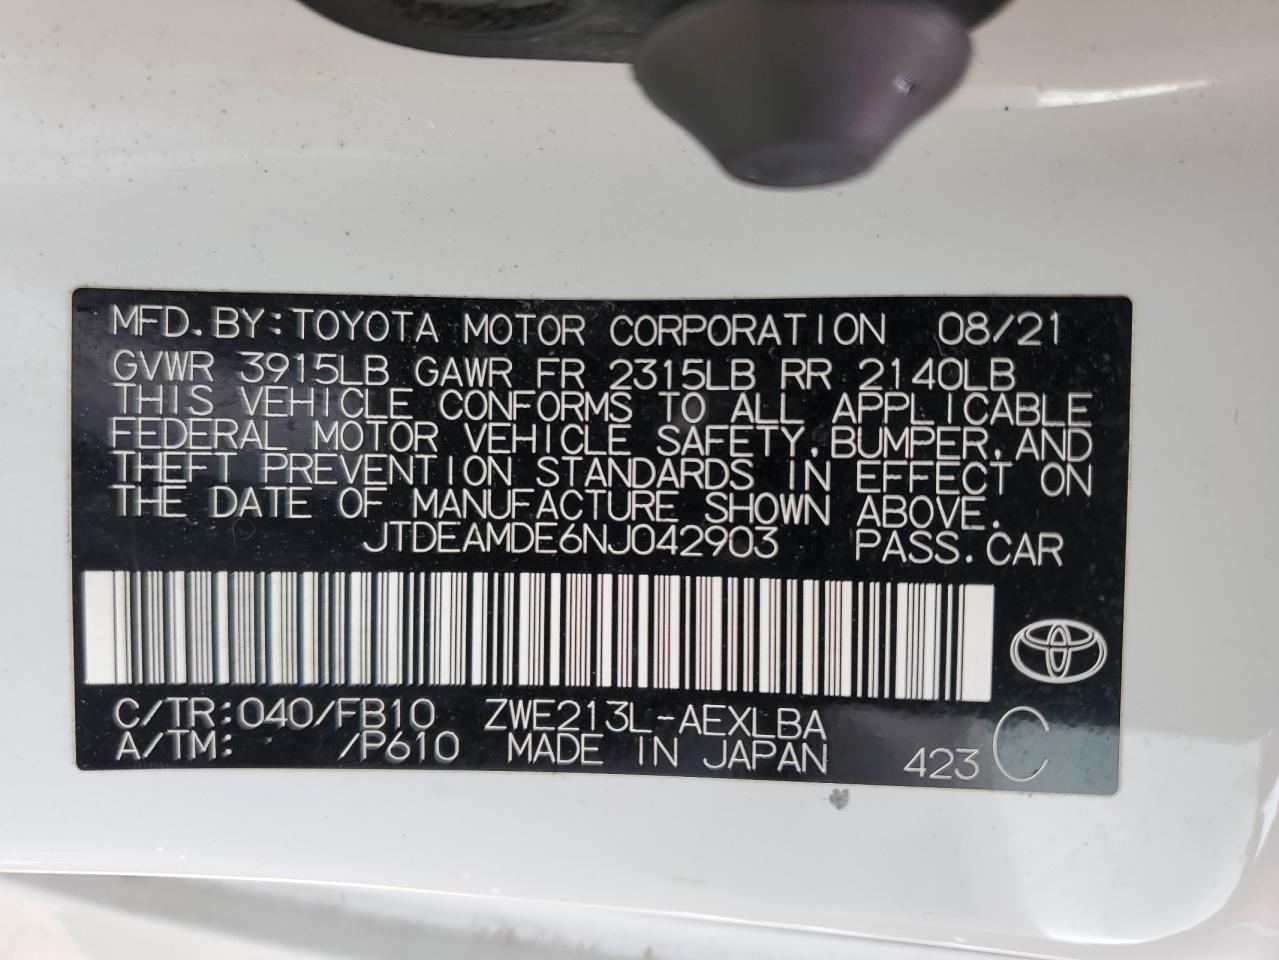 MFD.BY:TOYOTA MOTOR CORPORATION 08/21
GVWR 3915LB GAWR FR 2315LB RR 2140LB
THIS VEHICLE CONFORMS TO ALL APPLICABLE
FEDERAL MOTOR VEHICLE SAFETY,BUMPER,AND
THEFT PREVENTION STANDARDS IN EFFECT ON
THE DATE OF MANUFACTURE SHOWN ABOVE.
JTDEAMDE6NJ042903 PASS.CAR
C/TR:040/FB10 ZWE213L-AEXLBA
A/TM: /P610 MADE IN JAPAN 423 C